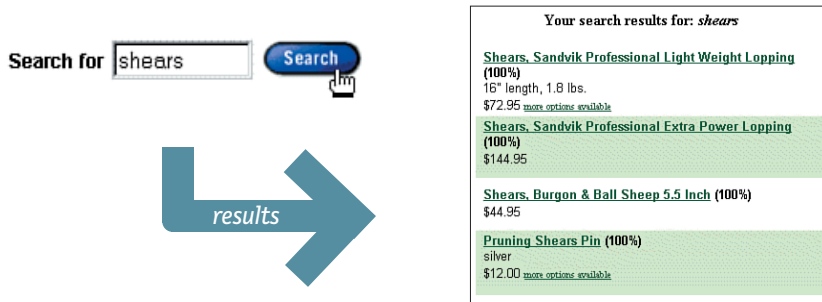 Search for shears Search
results
Your search results for: shears
Shears, Sandvik Professional Light Weight Lopping
(100%)
16" length, 1.8 lbs.
$72.95 more options available
Shears, Sandvik Professional Extra Power Lopping
(100%)
$144.95
Shears, Burgon & Ball Sheep 5.5 Inch (100%)
$44.95
Pruning Shears Pin (100%)
silver
$12.00 more options available